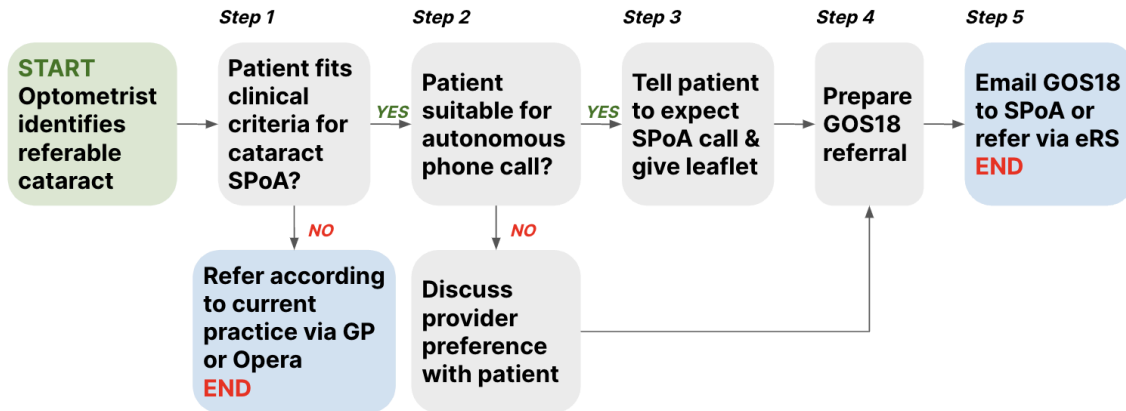 Step 1
Step 2
Step 3
Step 4
Step 5
START
Optometrist
identifies
referable
cataract
Patient fits
clinical
criteria for
cataract
SPoA?
YES
Patient
suitable for
autonomous
phone call?
YES
Tell patient
to expect
SPoA call &
give leaflet
Prepare
GOS18
referral
Email GOS18
to SPoA or
refer via eRS
END
NO
NO
Refer according
to current
practice via GP
or Opera
END
Discuss
provider
preference
with patient